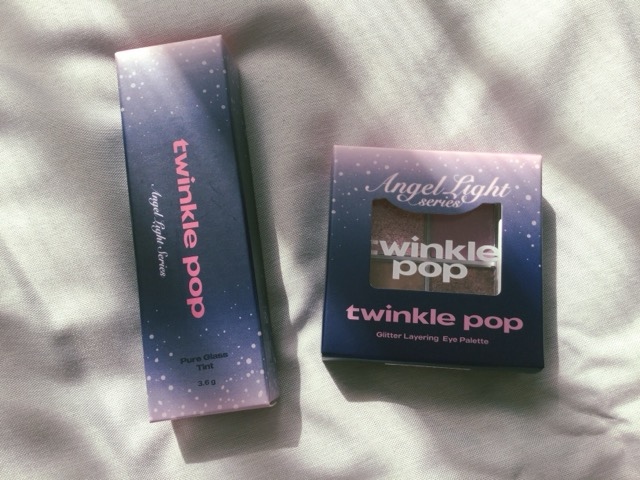 twinkle pop
Angel Light Series
Pure Glass
Tint
3.6 g
Angel Light
series
twinkle
pop
twinkle pop
Glitter Layering Eye Palette